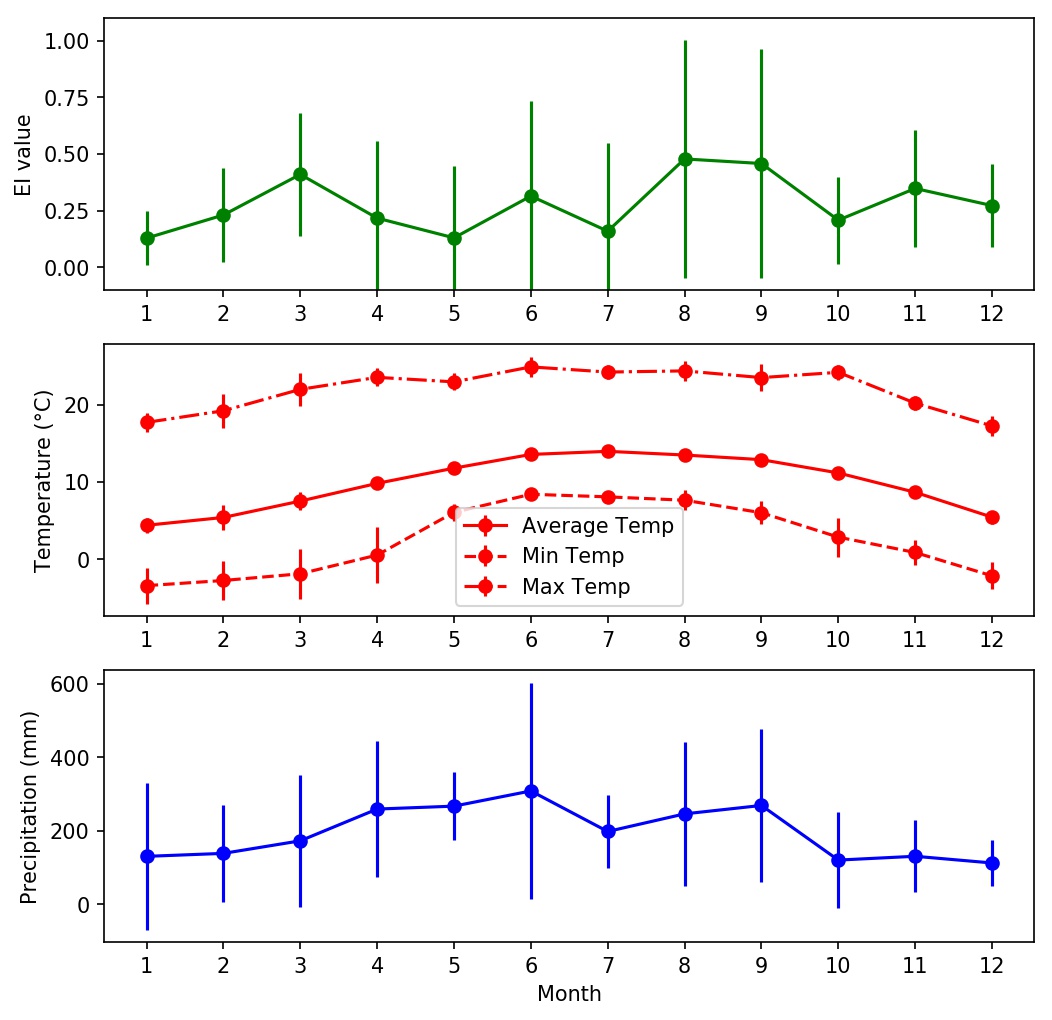 EI value
1.00
0.75
0.50
0.25
0.00
1 2 3 4 5 6 7 8 9 10 11 12
Temperature (°C)
20
10
0
Average Temp
Min Temp
Max Temp
1 2 3 4 5 6 7 8 9 10 11 12
Precipitation (mm)
600
400
200
0
1 2 3 4 5 6 7 8 9 10 11 12
Month